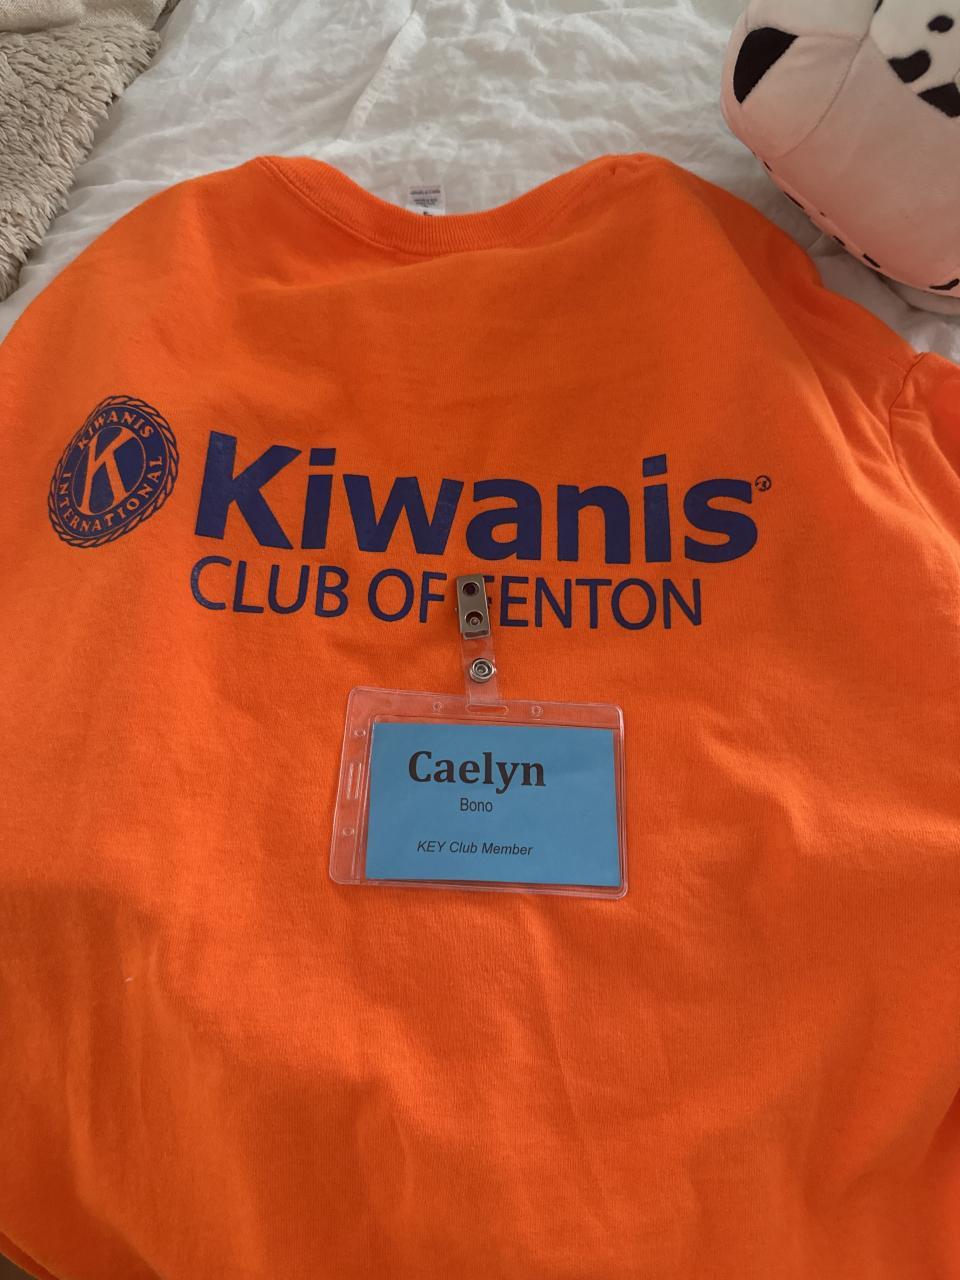 KIWANIS
K
INTERNATIONAL
Kiwanis®
CLUB OF FENTON
Caelyn
Bono
KEY Club Member